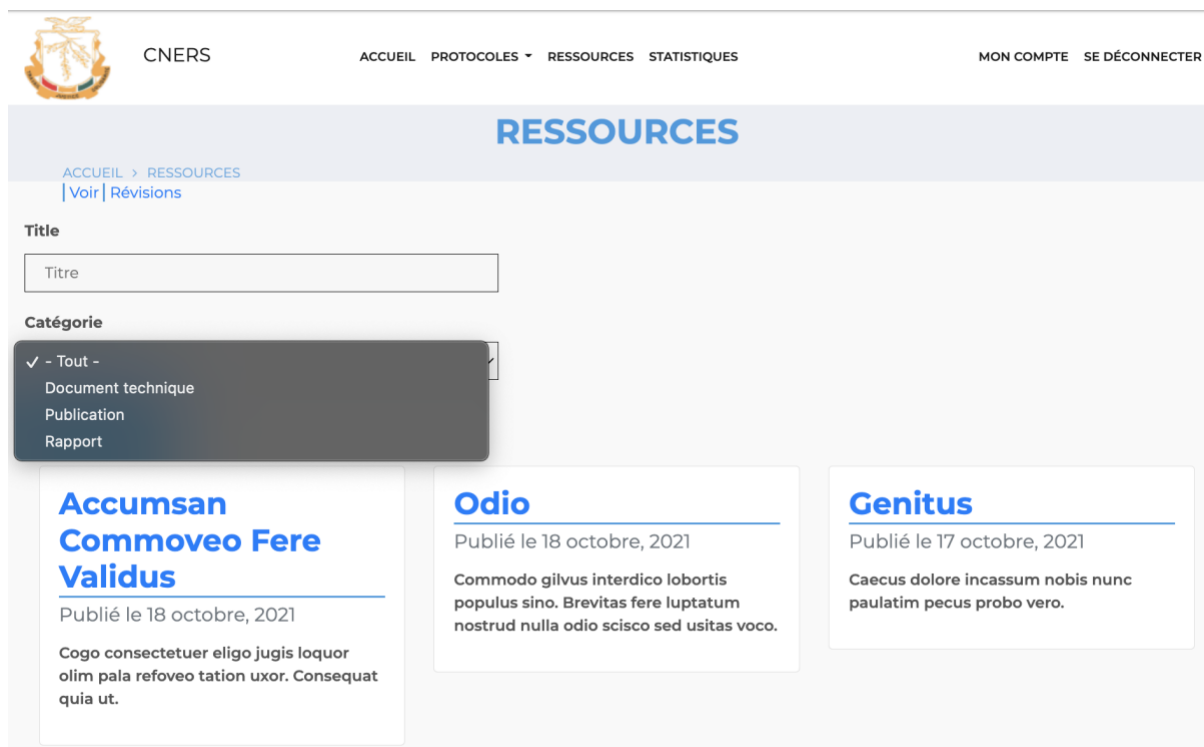 CNERS
ACCUEIL PROTOCOLES RESSOURCES STATISTIQUES
MON COMPTE SE DÉCONNECTER
RESSOURCES
ACCUEIL > RESSOURCES
Voir Révisions
Title
Titre
Catégorie
- Tout -
Document technique
Publication
Rapport
Accumsan
Commoveo Fere
Validus
Publié le 18 octobre, 2021
Cogo consectetuer eligo jugis loquor
olim pala refoveo tation uxor. Consequat
quia ut.
Odio
Publié le 18 octobre, 2021
Commodo gilvus interdico lobortis
populus sino. Brevitas fere luptatum
nostrud nulla odio scisco sed usitas voco.
Genitus
Publié le 17 octobre, 2021
Caecus dolore incassum nobis nunc
paulatim pecus probo vero.